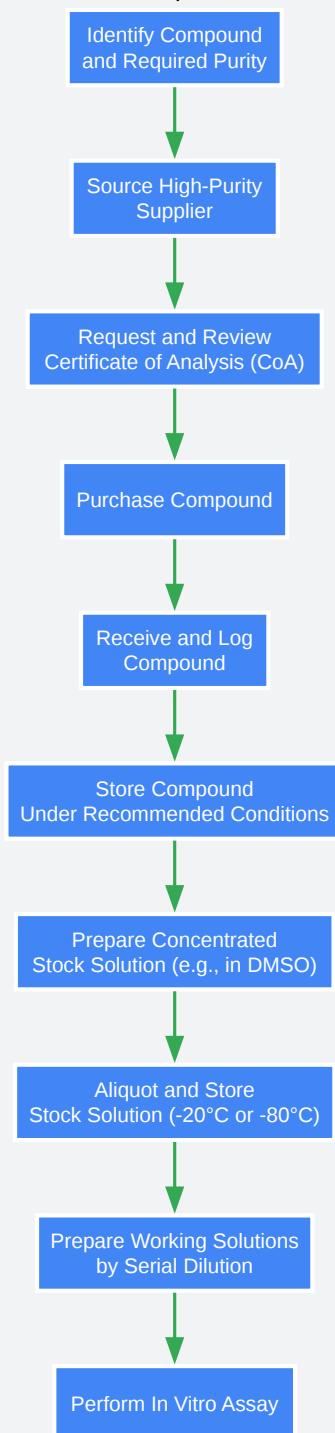 Identify Compound
and Required Purity
Source High-Purity
Supplier
Request and Review
Certificate of Analysis (CoA)
Purchase Compound
Receive and Log
Compound
Store Compound
Under Recommended Conditions
Prepare Concentrated
Stock Solution (e.g., in DMSO)
Aliquot and Store
Stock Solution (-20°C or -80°C)
Prepare Working Solutions
by Serial Dilution
Perform In Vitro Assay